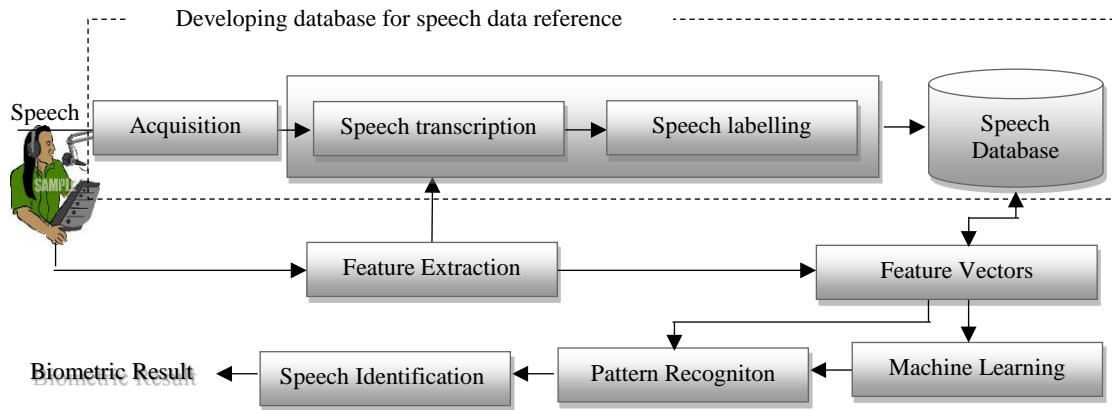 Developing database for speech data reference
Speech
Acquisition
Speech transcription
Speech labelling
Speech
Database
SAMPLE
Feature Extraction
Feature Vectors
Biometric Result
Speech Identification
Pattern Recogniton
Machine Learning